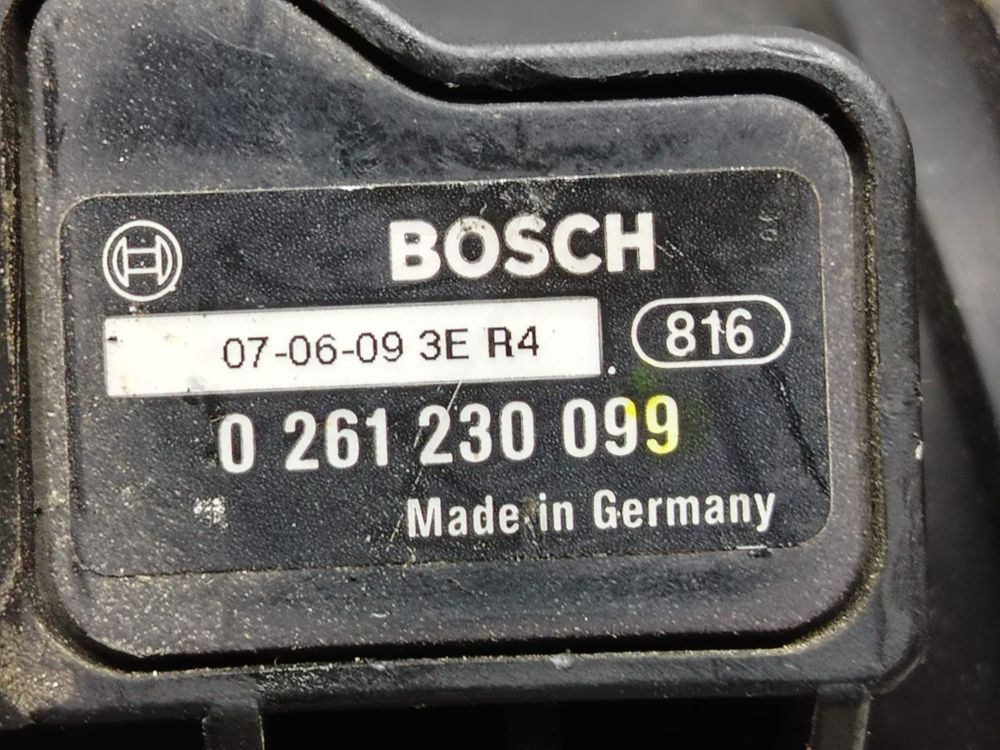 BOSCH
07-06-09 3E R4
816
0 261 230 099
Made in Germany